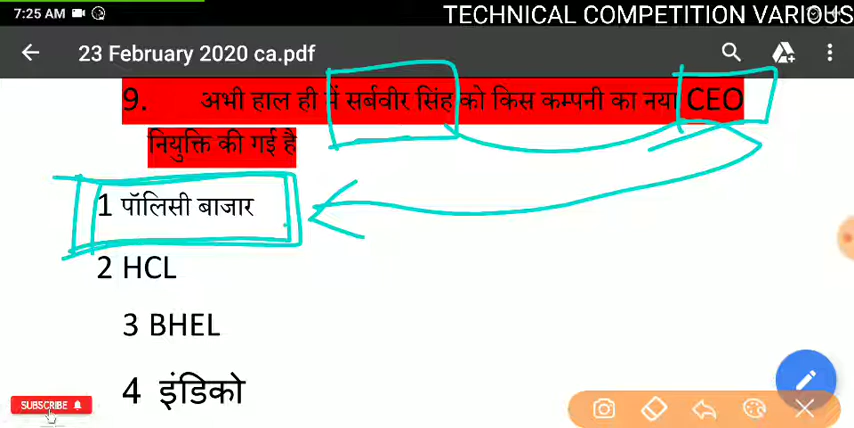 7:25 AM
TECHNICAL COMPETITION VARIOUS
23 February 2020 ca.pdf
9. अभी हाल ही में सर्बवीर सिंह को किस कम्पनी का नया CEO
नियुक्ति की गई है
1 पॉलिसी बाजार
2 HCL
3 BHEL
4 इंडिको
SUBSCRIBE